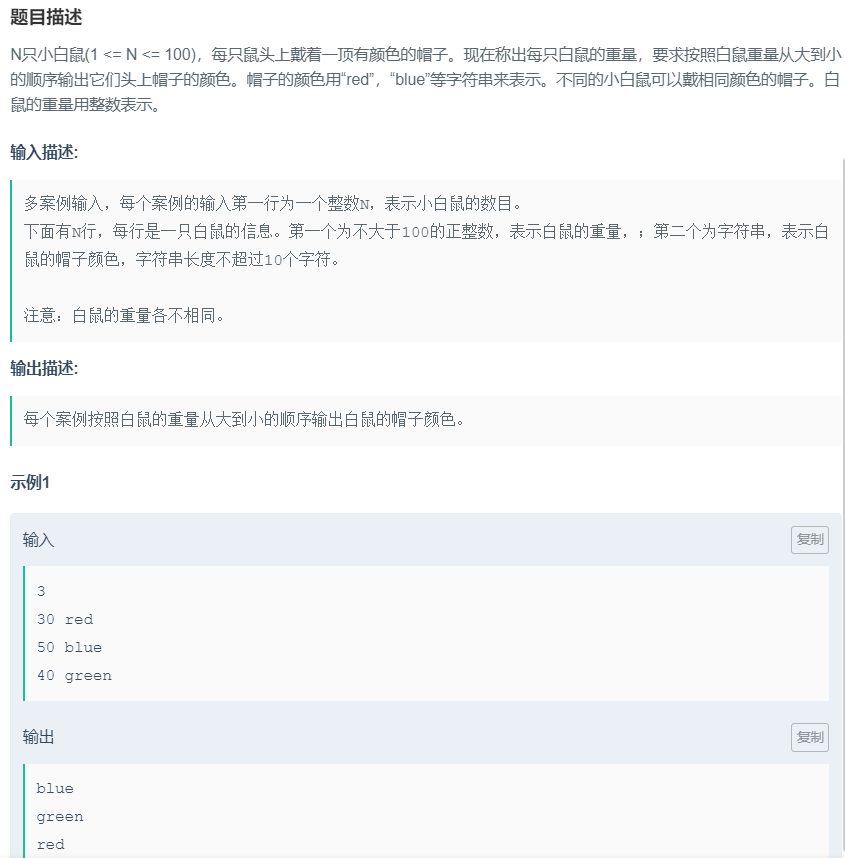 题目描述
N只小白鼠(1 <= N <= 100)，每只鼠头上戴着一顶有颜色的帽子。现在称出每只白鼠的重量，要求按照白鼠重量从大到小
的顺序输出它们头上帽子的颜色。帽子的颜色用“red”，“blue”等字符串来表示。不同的小白鼠可以戴相同颜色的帽子。白
鼠的重量用整数表示。
输入描述:
多案例输入，每个案例的输入第一行为一个整数N，表示小白鼠的数目。
下面有N行，每行是一只白鼠的信息。第一个为不大于100的正整数，表示白鼠的重量，；第二个为字符串，表示白
鼠的帽子颜色，字符串长度不超过10个字符。
注意：白鼠的重量各不相同。
输出描述:
每个案例按照白鼠的重量从大到小的顺序输出白鼠的帽子颜色。
示例1
输入
复制
3
30 red
50 blue
40 green
输出
复制
blue
green
red